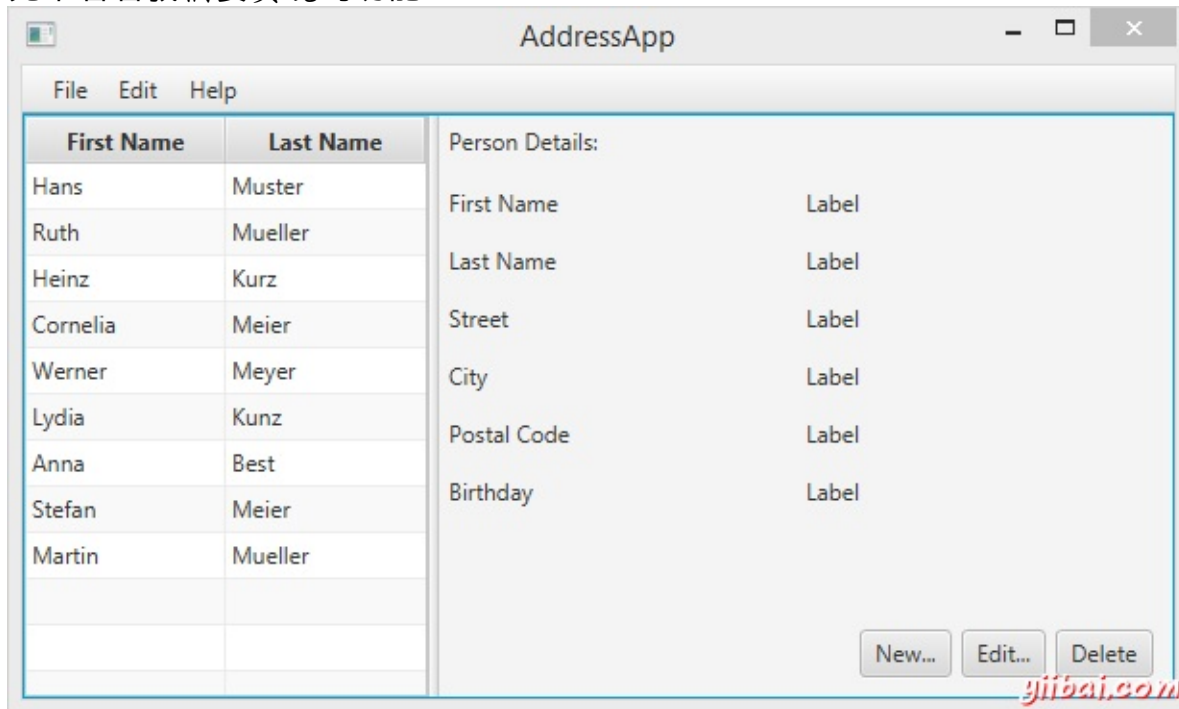 AddressApp
File Edit Help
First Name Last Name
Hans Muster
Ruth Mueller
Heinz Kurz
Cornelia Meier
Werner Meyer
Lydia Kunz
Anna Best
Stefan Meier
Martin Mueller
Person Details:
First Name Label
Last Name Label
Street Label
City Label
Postal Code Label
Birthday Label
New... Edit... Delete
yiibai.com